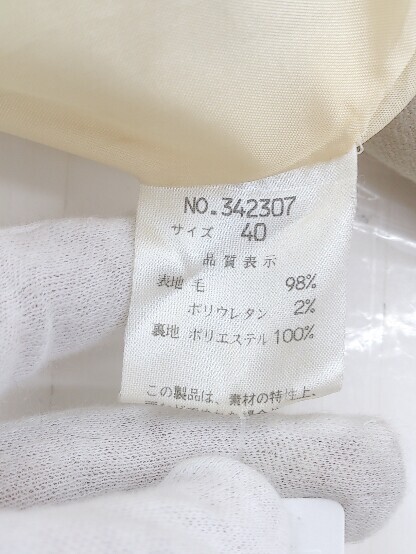 NO.342307
サイズ 40
品質表示
表地 毛 98%
ポリウレタン 2%
裏地 ポリエステル 100%
この製品は、素材の特性上、